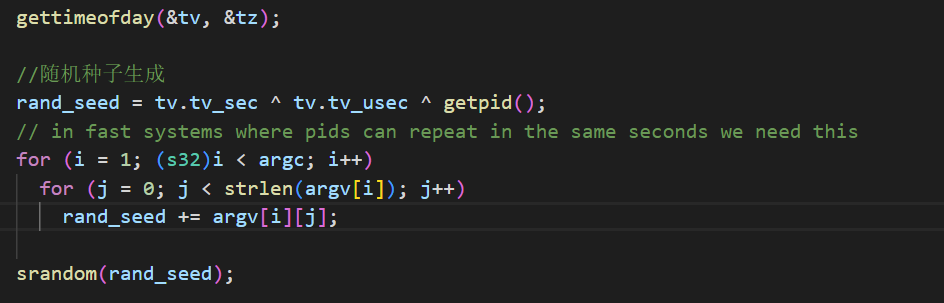 gettimeofday(&tv, &tz);
//随机种子生成
rand_seed = tv.tv_sec ^ tv.tv_usec ^ getpid();
// in fast systems where pids can repeat in the same seconds we need this
for (i = 1; (s32)i < argc; i++)
for (j = 0; j < strlen(argv[i]); j++)
rand_seed += argv[i][j];
srandom(rand_seed);